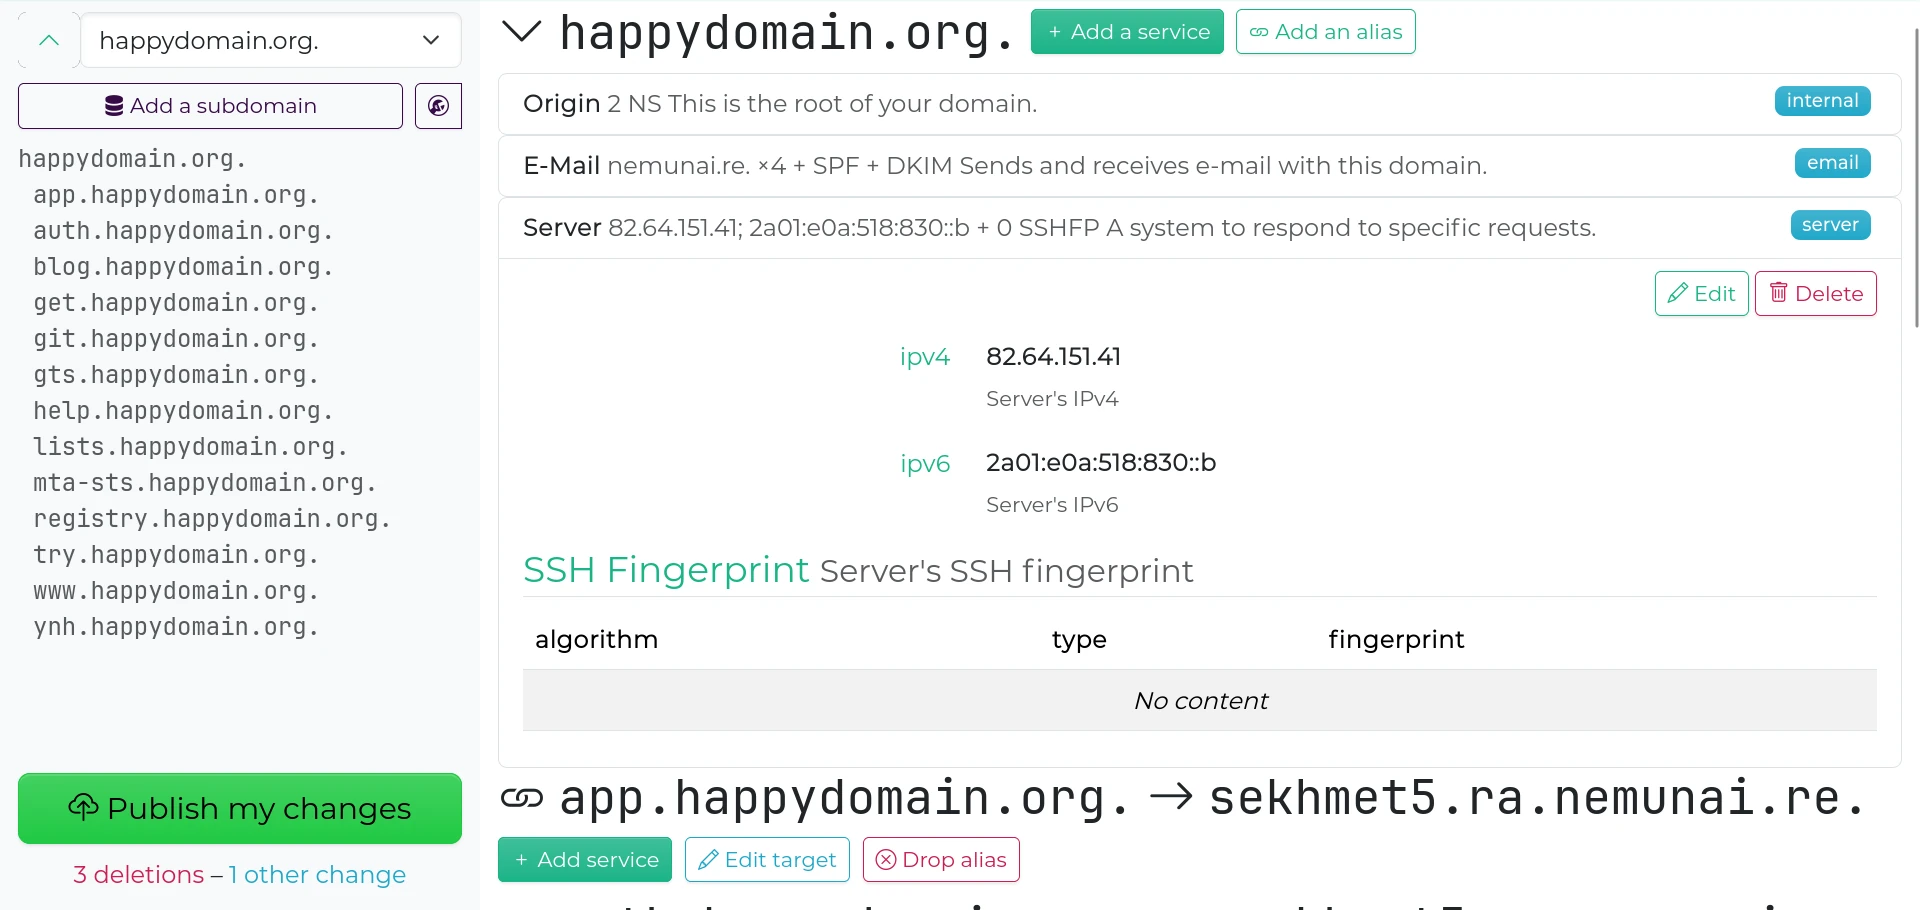 happydomain.org.
Add a subdomain
happydomain.org.
app.happydomain.org.
auth.happydomain.org.
blog.happydomain.org.
get.happydomain.org.
git.happydomain.org.
gts.happydomain.org.
help.happydomain.org.
lists.happydomain.org.
mta-sts.happydomain.org.
registry.happydomain.org.
try.happydomain.org.
www.happydomain.org.
ynh.happydomain.org.
Publish my changes
3 deletions – 1 other change
happydomain.org. + Add a service Add an alias
Origin 2 NS This is the root of your domain. internal
E-Mail nemunai.re. ×4 + SPF + DKIM Sends and receives e-mail with this domain. email
Server 82.64.151.41; 2a01:e0a:518:830::b + 0 SSHFP A system to respond to specific requests. server
Edit Delete
ipv4 82.64.151.41
Server's IPv4
ipv6 2a01:e0a:518:830::b
Server's IPv6
SSH Fingerprint Server's SSH fingerprint
algorithm type fingerprint
No content
app.happydomain.org. → sekhmet5.ra.nemunai.re.
+ Add service Edit target Drop alias